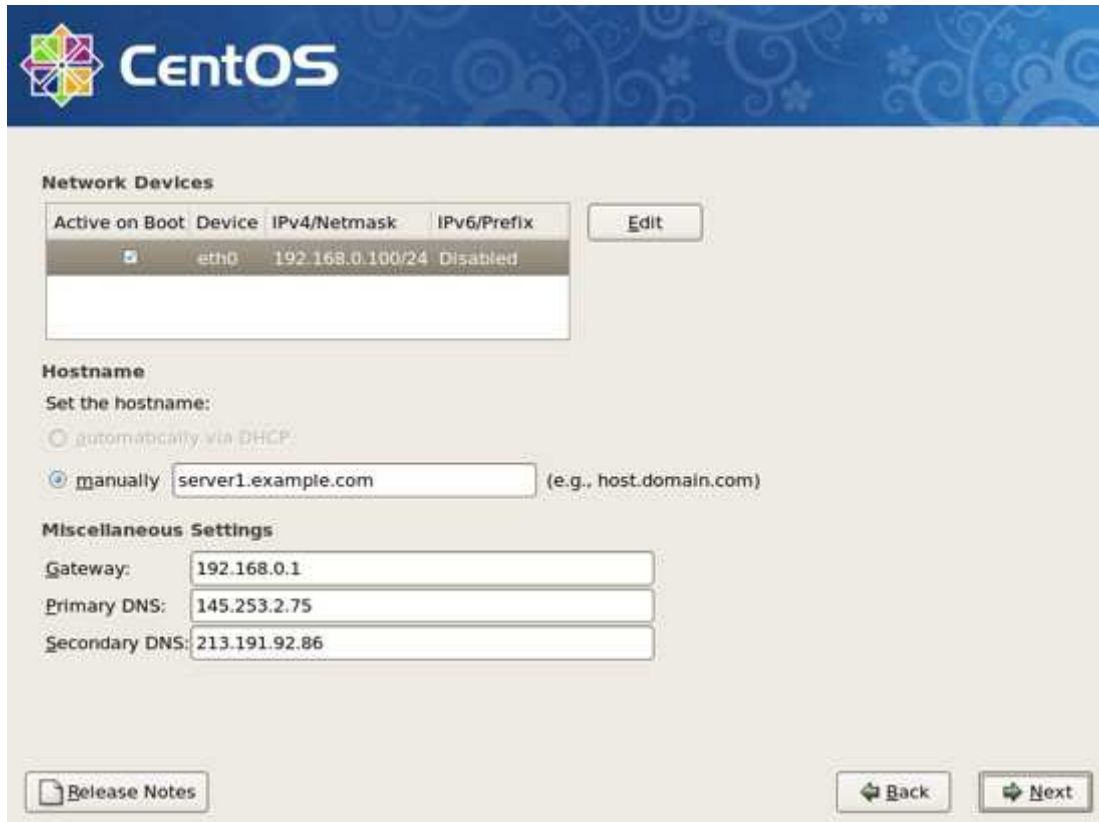 CentOS
Network Devices
Active on Boot Device IPv4/Netmask IPv6/Prefix
Edit
eth0 192.168.0.100/24 Disabled
Hostname
Set the hostname:
automatically via DHCP
manually server1.example.com (e.g., host.domain.com)
Miscellaneous Settings
Gateway: 192.168.0.1
Primary DNS: 145.253.2.75
Secondary DNS: 213.191.92.86
Release Notes Back Next